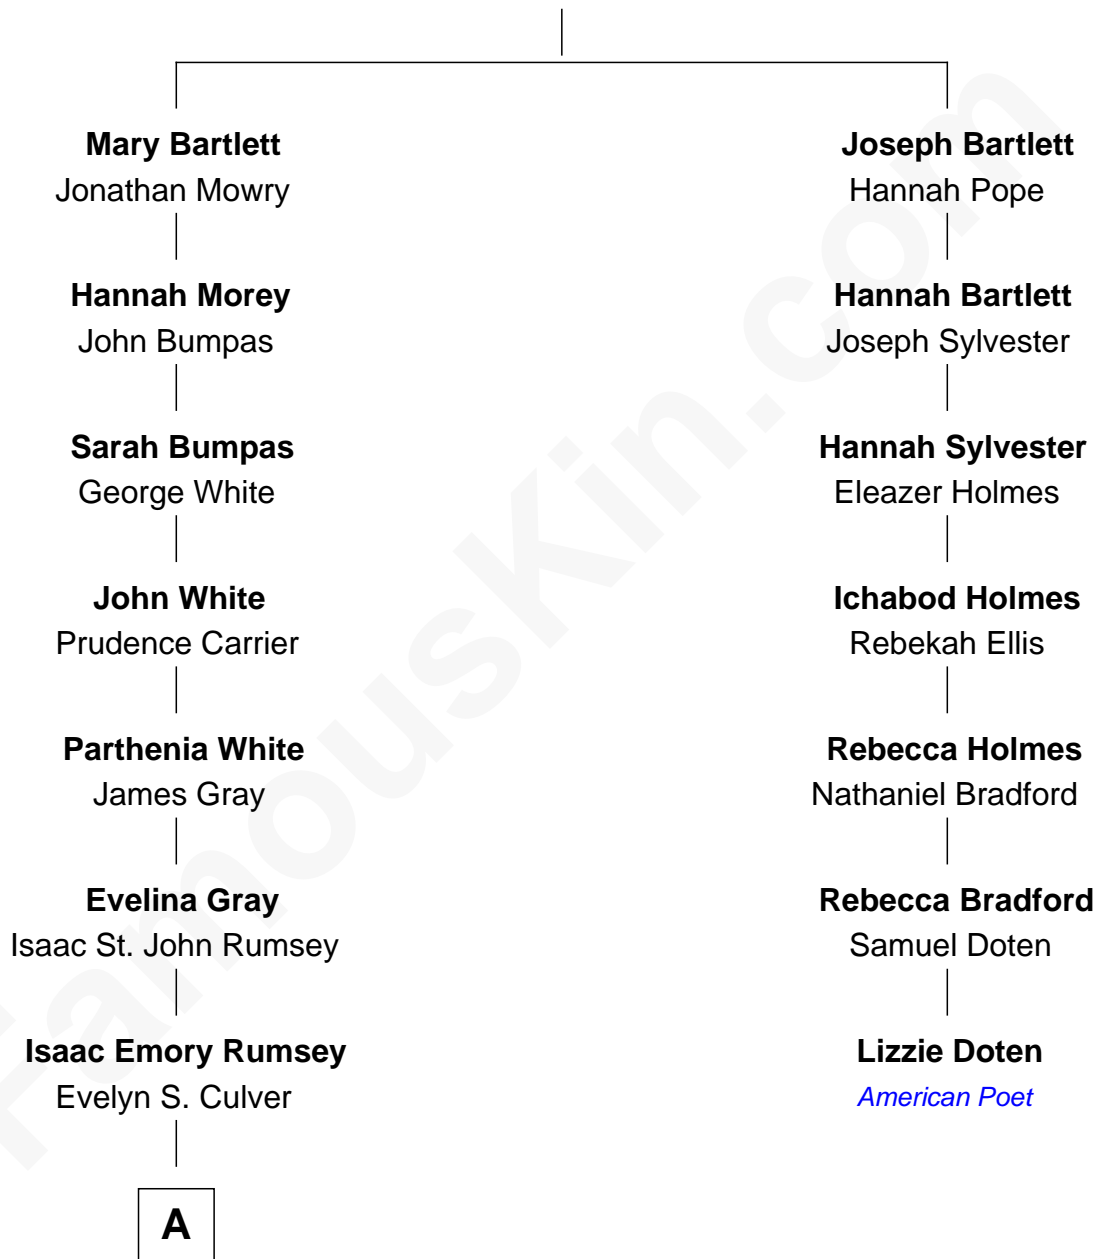 Mary Bartlett
Jonathan Mowry
Hannah Morey
John Bumpas
Sarah Bumpas
George White
John White
Prudence Carrier
Parthenia White
James Gray
Evelina Gray
Isaac St. John Rumsey
Isaac Emory Rumsey
Evelyn S. Culver
A
Joseph Bartlett
Hannah Pope
Hannah Bartlett
Joseph Sylvester
Hannah Sylvester
Eleazer Holmes
Ichabod Holmes
Rebekah Ellis
Rebecca Holmes
Nathaniel Bradford
Rebecca Bradford
Samuel Doten
Lizzie Doten
American Poet
FamousKin.com